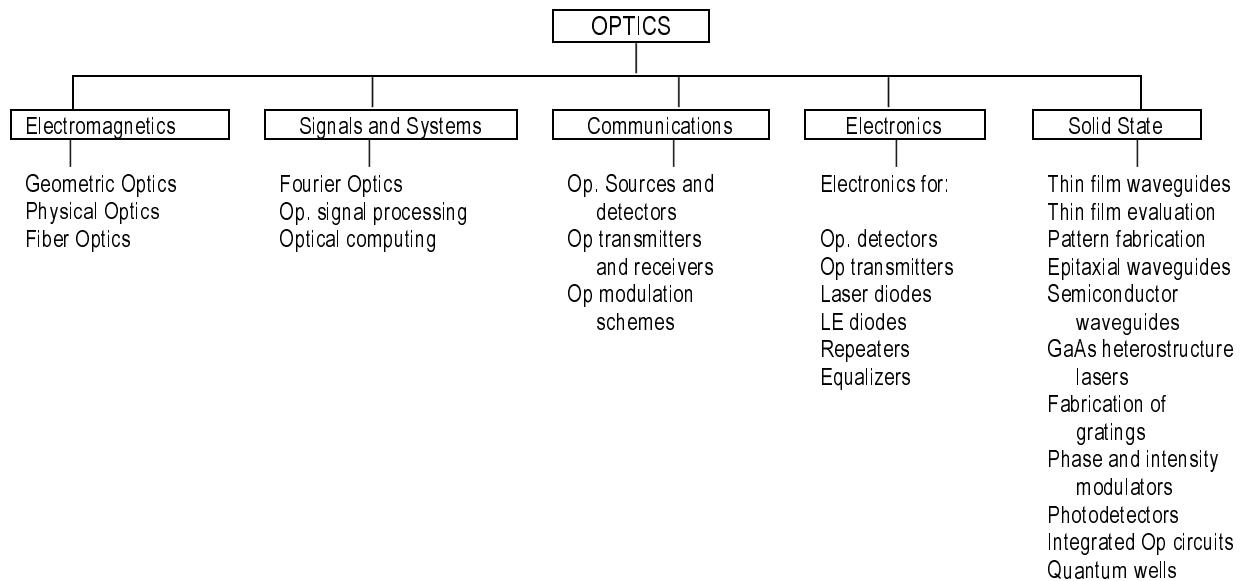 OPTICS
Electromagnetics
Geometric Optics
Physical Optics
Fiber Optics
Signals and Systems
Fourier Optics
Op. signal processing
Optical computing
Communications
Op. Sources and
detectors
Op transmitters
and receivers
Op modulation
schemes
Electronics
Electronics for:
Op. detectors
Op transmitters
Laser diodes
LE diodes
Repeaters
Equalizers
Solid State
Thin film waveguides
Thin film evaluation
Pattern fabrication
Epitaxial waveguides
Semiconductor
waveguides
GaAs heterostructure
lasers
Fabrication of
gratings
Phase and intensity
modulators
Photodetectors
Integrated Op circuits
Quantum wells